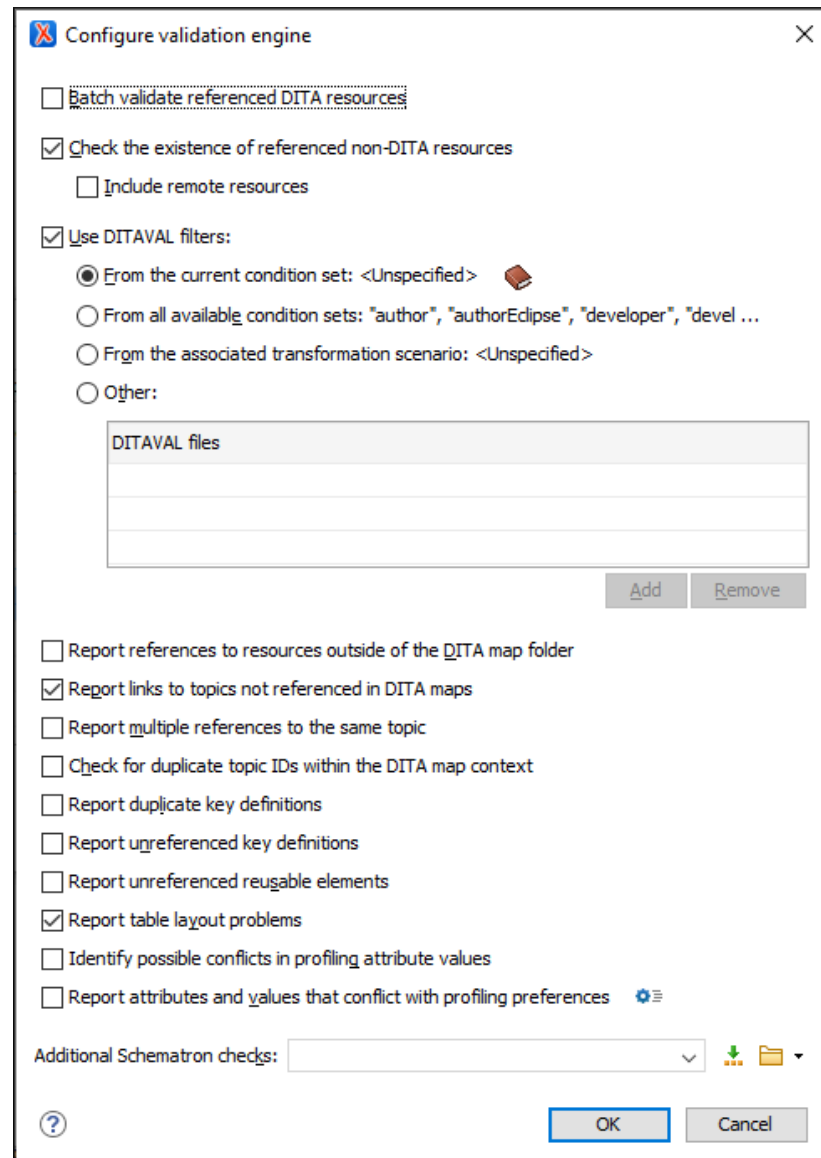 Configure validation engine
Batch validate referenced DITA resources
Check the existence of referenced non-DITA resources
Include remote resources
Use DITAVAL filters:
From the current condition set: <Unspecified>
From all available condition sets: "author", "authorEclipse", "developer", "devel ...
From the associated transformation scenario: <Unspecified>
Other:
DITAVAL files
Add Remove
Report references to resources outside of the DITA map folder
Report links to topics not referenced in DITA maps
Report multiple references to the same topic
Check for duplicate topic IDs within the DITA map context
Report duplicate key definitions
Report unreferenced key definitions
Report unreferenced reusable elements
Report table layout problems
Identify possible conflicts in profiling attribute values
Report attributes and values that conflict with profiling preferences
Additional Schematron checks:
? OK Cancel